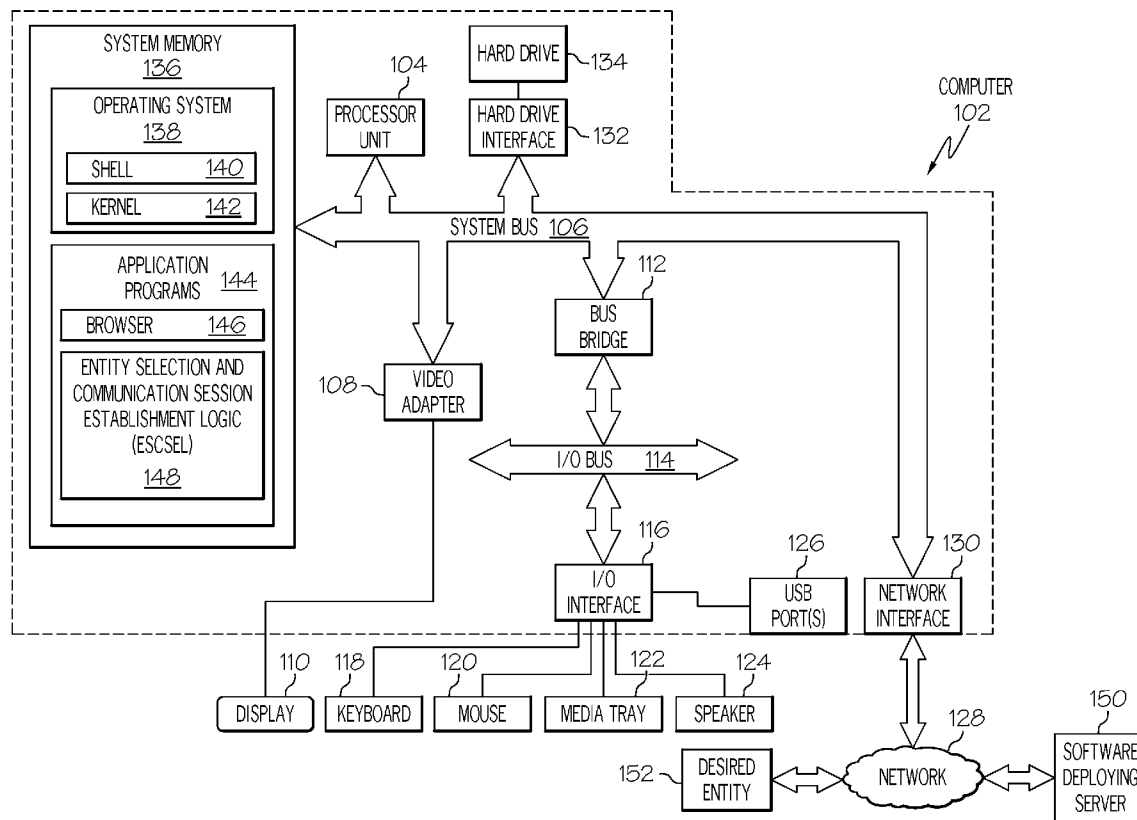 SYSTEM MEMORY
136
OPERATING SYSTEM
138
SHELL 140
KERNEL 142
APPLICATION
PROGRAMS 144
BROWSER 146
ENTITY SELECTION AND
COMMUNICATION SESSION
ESTABLISHMENT LOGIC
(ESCSEL)
148
104
PROCESSOR
UNIT
HARD DRIVE
134
HARD DRIVE
INTERFACE
132
COMPUTER
102
SYSTEM BUS 106
112
BUS
BRIDGE
108
VIDEO
ADAPTER
I/O BUS 114
116
I/O
INTERFACE
126
USB
PORT(S)
130
NETWORK
INTERFACE
110
DISPLAY
118
KEYBOARD
120
MOUSE
122
MEDIA TRAY
124
SPEAKER
152
DESIRED
ENTITY
128
NETWORK
150
SOFTWARE
DEPLOYING
SERVER